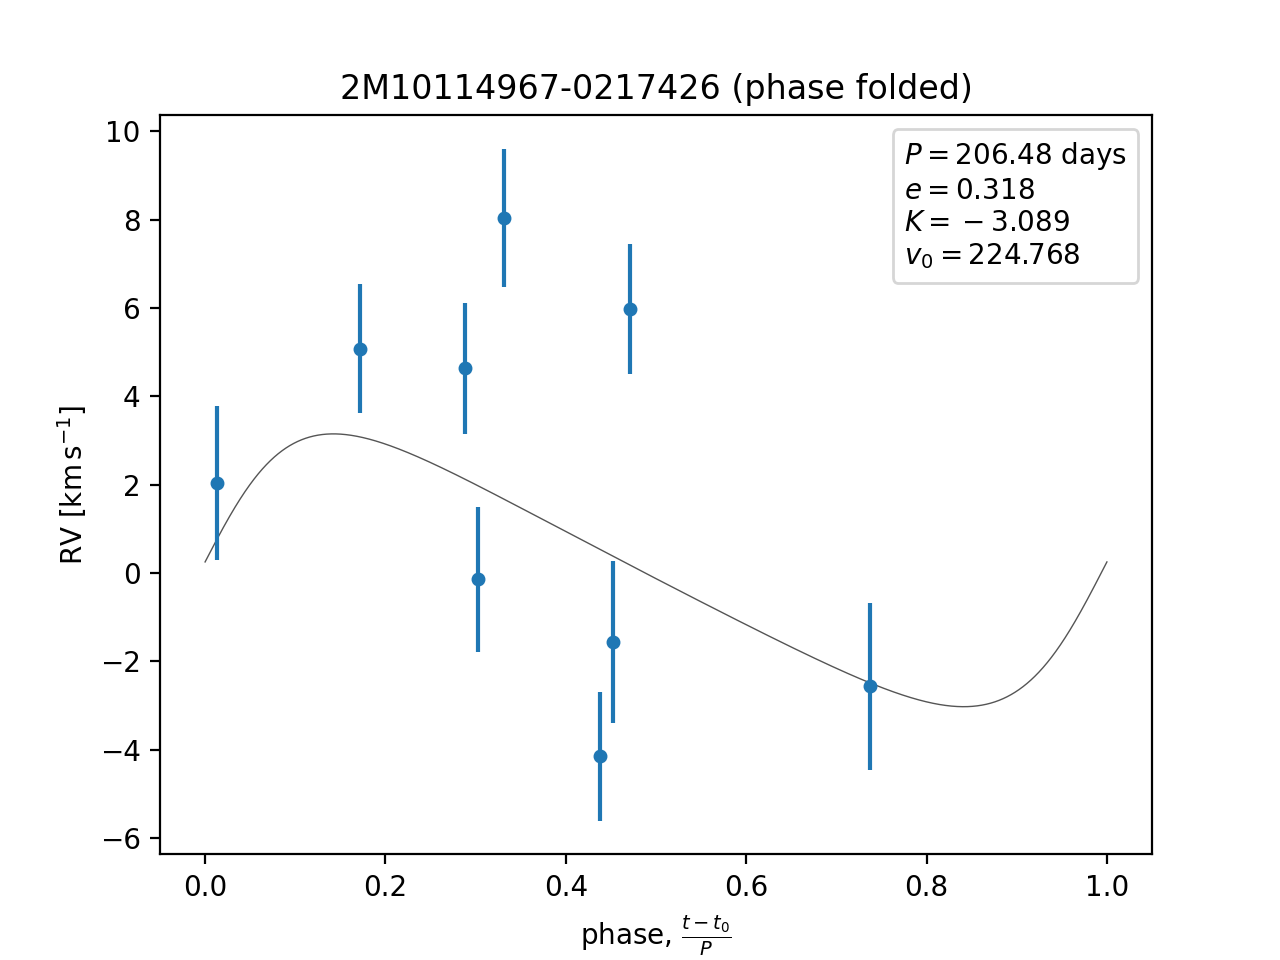 2M10114967-0217426 (phase folded)
P = 206.48 days
e = 0.318
K = −3.089
v₀ = 224.768
10
8
6
4
2
0
−2
−4
−6
RV [km s⁻¹]
0.0 0.2 0.4 0.6 0.8 1.0
phase, (t − t₀)/P